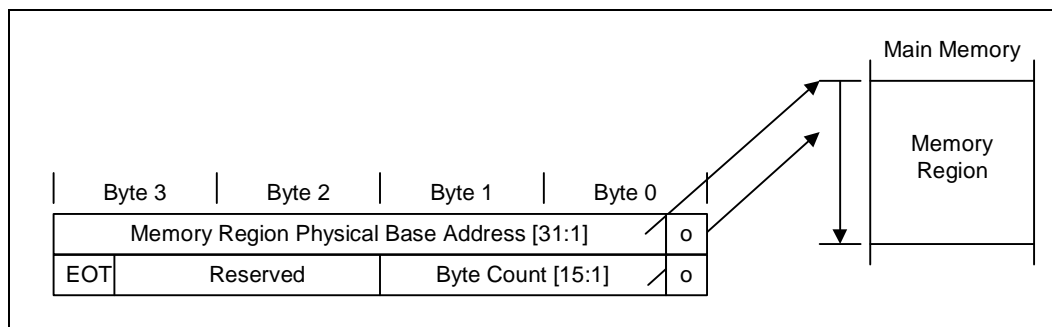 Main Memory
Memory
Region
Byte 3 Byte 2 Byte 1 Byte 0
Memory Region Physical Base Address [31:1] o
EOT Reserved Byte Count [15:1] o